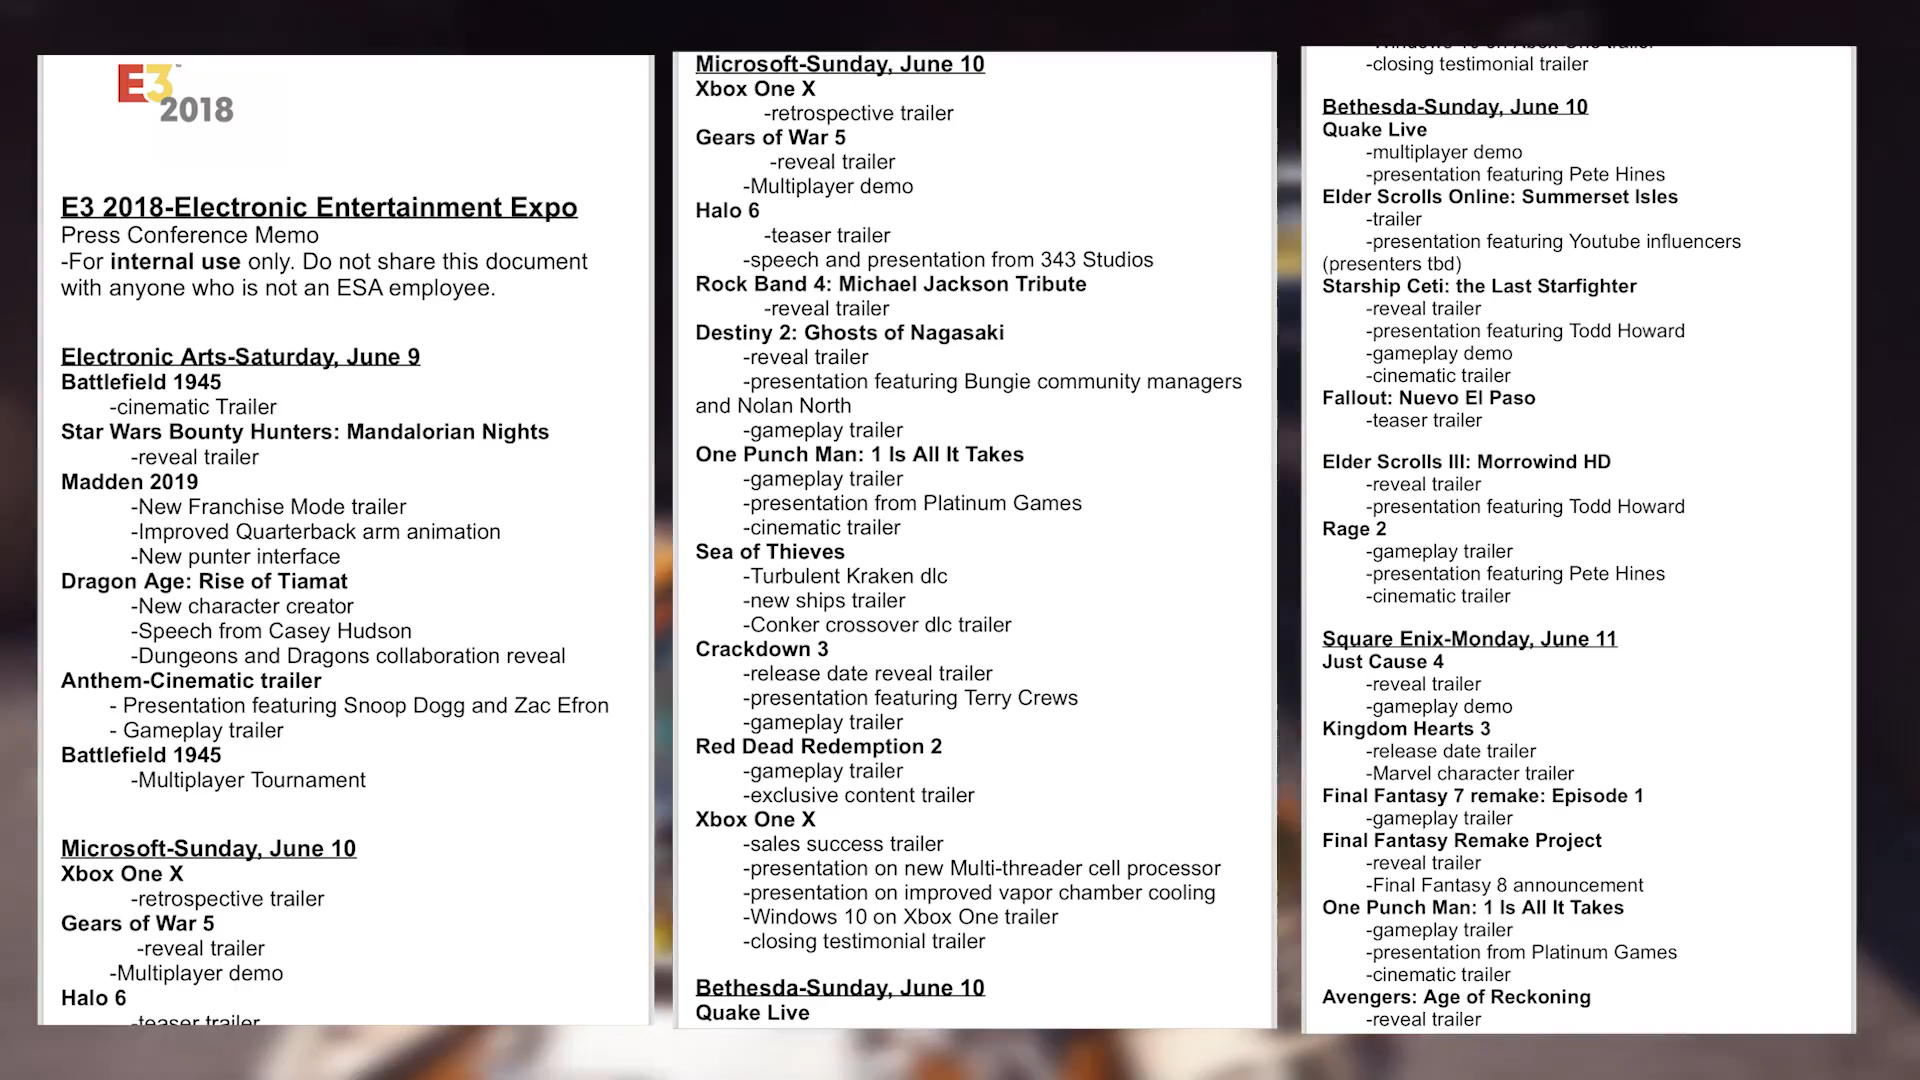 E3™
2018
E3 2018-Electronic Entertainment Expo
Press Conference Memo
-For internal use only. Do not share this document
with anyone who is not an ESA employee.
Electronic Arts-Saturday, June 9
Battlefield 1945
-cinematic Trailer
Star Wars Bounty Hunters: Mandalorian Nights
-reveal trailer
Madden 2019
-New Franchise Mode trailer
-Improved Quarterback arm animation
-New punter interface
Dragon Age: Rise of Tiamat
-New character creator
-Speech from Casey Hudson
-Dungeons and Dragons collaboration reveal
Anthem-Cinematic trailer
- Presentation featuring Snoop Dogg and Zac Efron
- Gameplay trailer
Battlefield 1945
-Multiplayer Tournament
Microsoft-Sunday, June 10
Xbox One X
-retrospective trailer
Gears of War 5
-reveal trailer
-Multiplayer demo
Halo 6
-teaser trailer
Microsoft-Sunday, June 10
Xbox One X
-retrospective trailer
Gears of War 5
-reveal trailer
-Multiplayer demo
Halo 6
-teaser trailer
-speech and presentation from 343 Studios
Rock Band 4: Michael Jackson Tribute
-reveal trailer
Destiny 2: Ghosts of Nagasaki
-reveal trailer
-presentation featuring Bungie community managers
and Nolan North
-gameplay trailer
One Punch Man: 1 Is All It Takes
-gameplay trailer
-presentation from Platinum Games
-cinematic trailer
Sea of Thieves
-Turbulent Kraken dlc
-new ships trailer
-Conker crossover dlc trailer
Crackdown 3
-release date reveal trailer
-presentation featuring Terry Crews
-gameplay trailer
Red Dead Redemption 2
-gameplay trailer
-exclusive content trailer
Xbox One X
-sales success trailer
-presentation on new Multi-threader cell processor
-presentation on improved vapor chamber cooling
-Windows 10 on Xbox One trailer
-closing testimonial trailer
Bethesda-Sunday, June 10
Quake Live
-Windows 10 on Xbox One trailer
-closing testimonial trailer
Bethesda-Sunday, June 10
Quake Live
-multiplayer demo
-presentation featuring Pete Hines
Elder Scrolls Online: Summerset Isles
-trailer
-presentation featuring Youtube influencers
(presenters tbd)
Starship Ceti: the Last Starfighter
-reveal trailer
-presentation featuring Todd Howard
-gameplay demo
-cinematic trailer
Fallout: Nuevo El Paso
-teaser trailer
Elder Scrolls III: Morrowind HD
-reveal trailer
-presentation featuring Todd Howard
Rage 2
-gameplay trailer
-presentation featuring Pete Hines
-cinematic trailer
Square Enix-Monday, June 11
Just Cause 4
-reveal trailer
-gameplay demo
Kingdom Hearts 3
-release date trailer
-Marvel character trailer
Final Fantasy 7 remake: Episode 1
-gameplay trailer
Final Fantasy Remake Project
-reveal trailer
-Final Fantasy 8 announcement
One Punch Man: 1 Is All It Takes
-gameplay trailer
-presentation from Platinum Games
-cinematic trailer
Avengers: Age of Reckoning
-reveal trailer